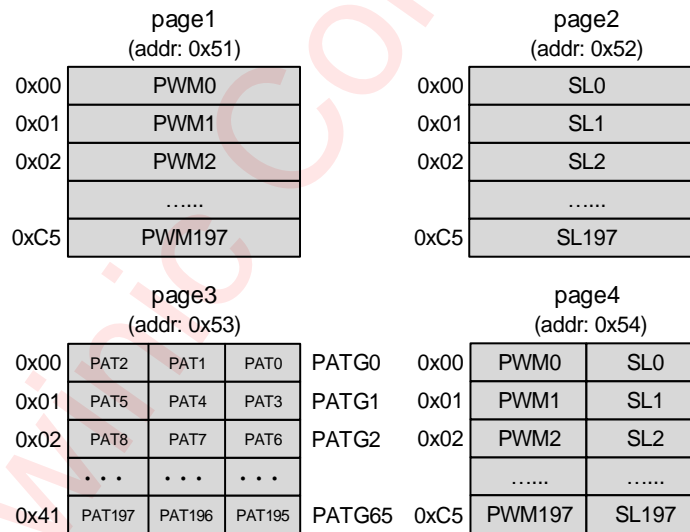 page1 page2
(addr: 0x51) (addr: 0x52)
0x00 PWM0 0x00 SL0
0x01 PWM1 0x01 SL1
0x02 PWM2 0x02 SL2
…... …...
0xC5 PWM197 0xC5 SL197
page3 page4
(addr: 0x53) (addr: 0x54)
0x00 PAT2 PAT1 PAT0 PATG0 0x00 PWM0 SL0
0x01 PAT5 PAT4 PAT3 PATG1 0x01 PWM1 SL1
0x02 PAT8 PAT7 PAT6 PATG2 0x02 PWM2 SL2
... ... ... …... …...
0x41 PAT197 PAT196 PAT195 PATG65 0xC5 PWM197 SL197